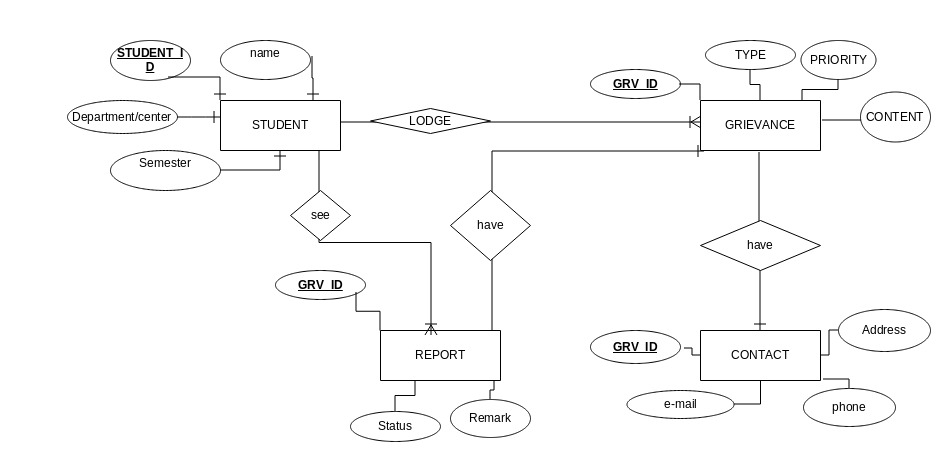 STUDENT_I
D
name
TYPE
PRIORITY
GRV_ID
Department/center
STUDENT
LODGE
GRIEVANCE
CONTENT
Semester
see
have
have
GRV_ID
REPORT
GRV_ID
CONTACT
Address
e-mail
phone
Status
Remark